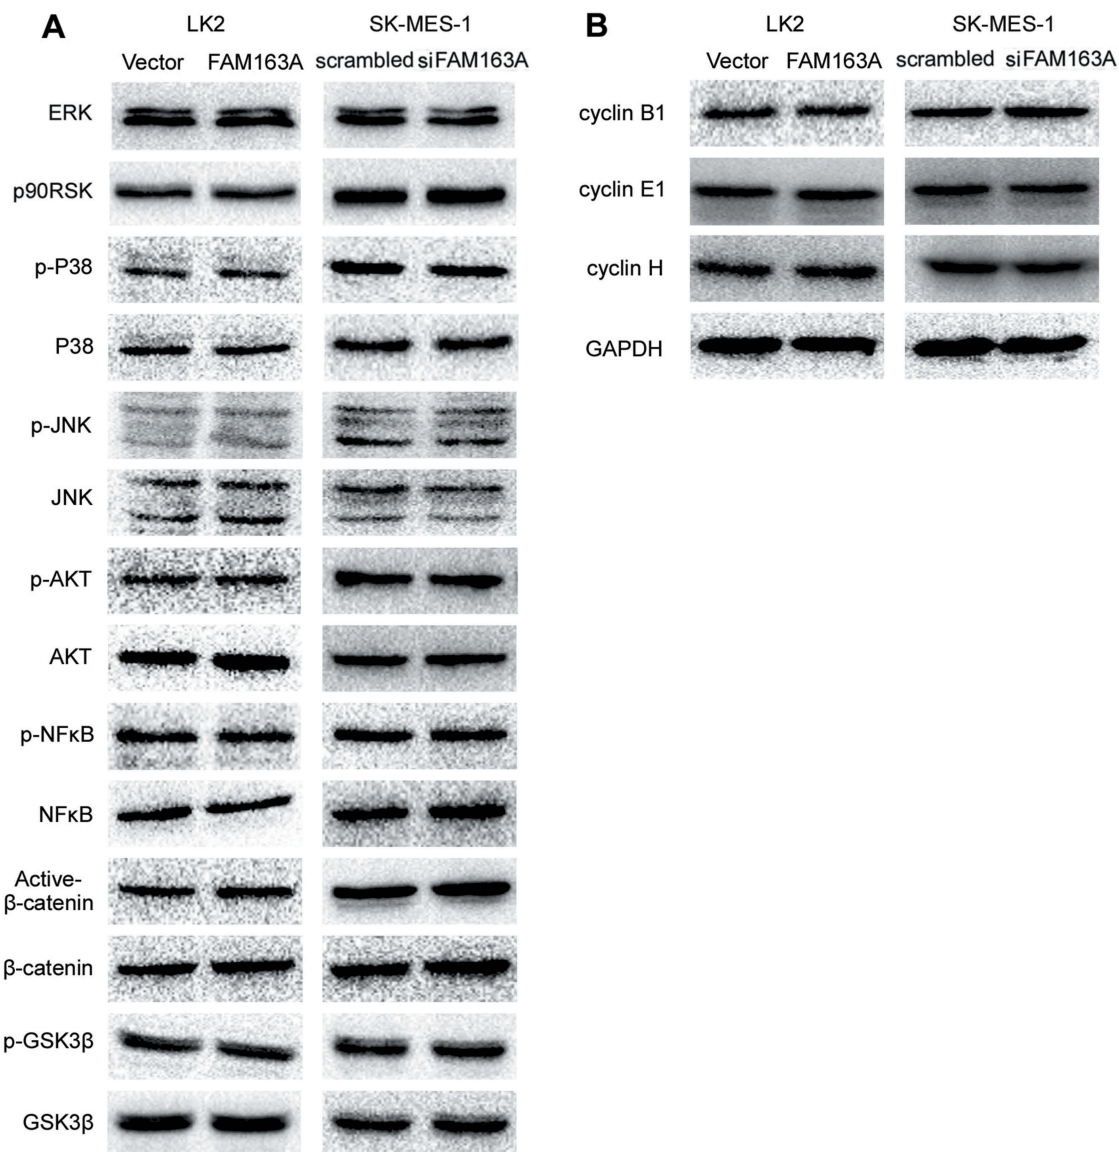 A
LK2 SK-MES-1
Vector FAM163A scrambled siFAM163A
ERK
p90RSK
p-P38
P38
p-JNK
JNK
p-AKT
AKT
p-NFκB
NFκB
Active-
β-catenin
β-catenin
p-GSK3β
GSK3β
B
LK2 SK-MES-1
Vector FAM163A scrambled siFAM163A
cyclin B1
cyclin E1
cyclin H
GAPDH